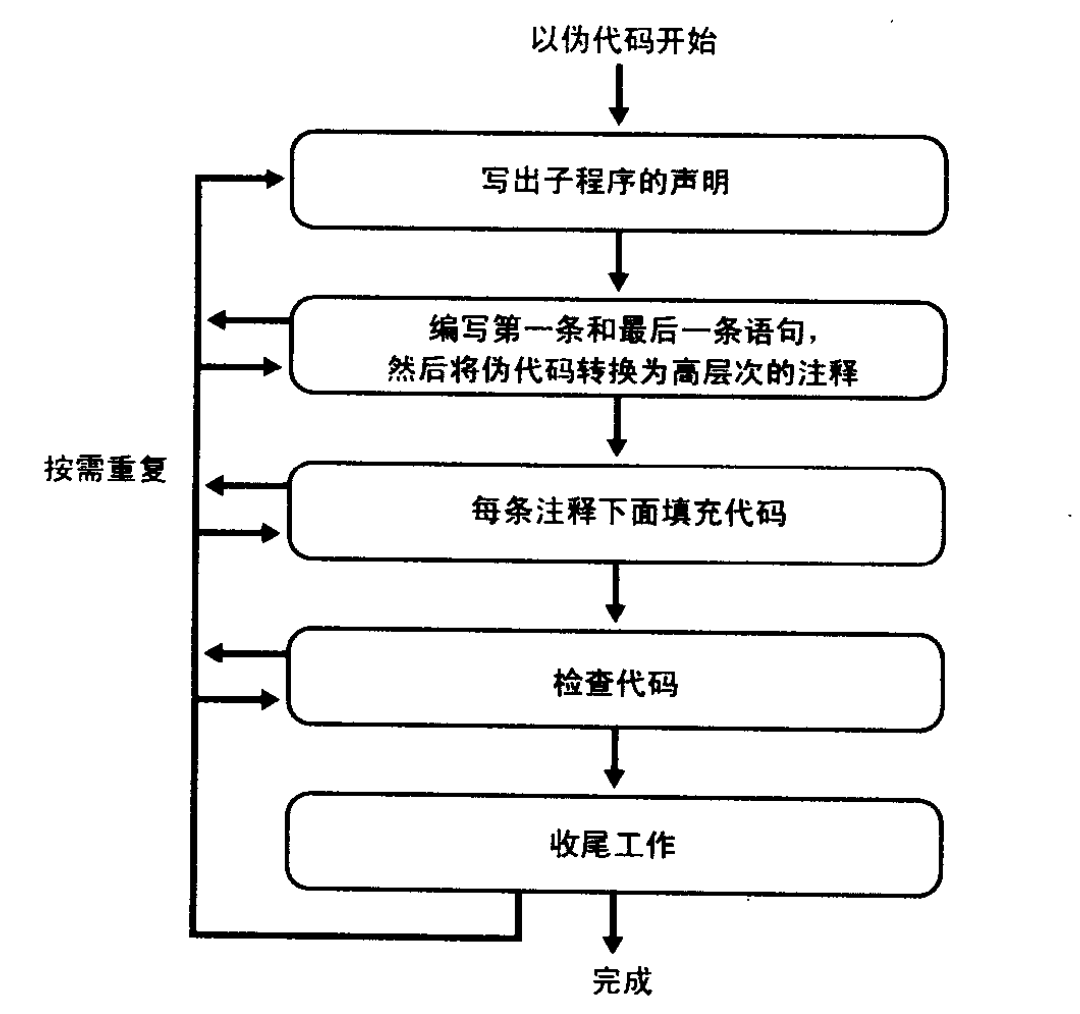 以伪代码开始
写出子程序的声明
编写第一条和最后一条语句，
然后将伪代码转换为高层次的注释
按需重复
每条注释下面填充代码
检查代码
收尾工作
完成